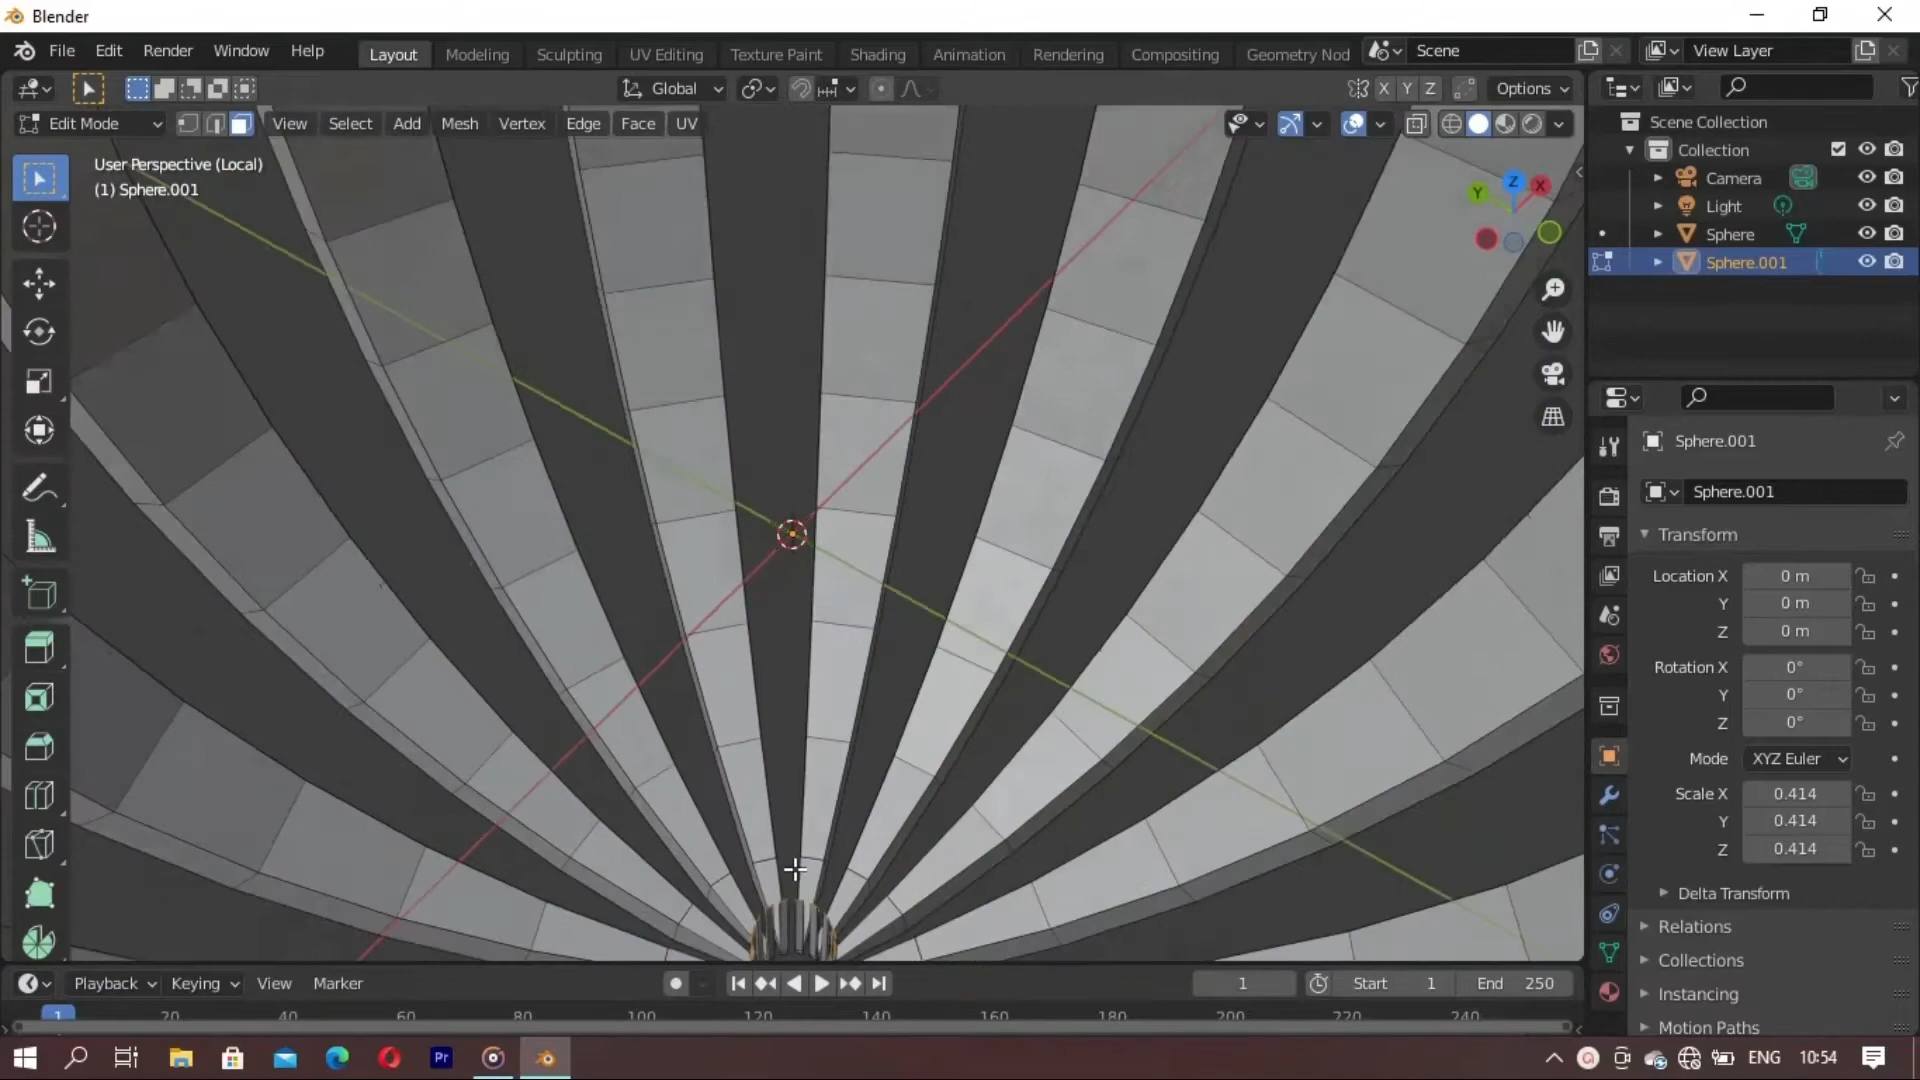 Blender
File Edit Render Window Help
Layout Modeling Sculpting UV Editing Texture Paint Shading Animation Rendering Compositing Geometry Nod
Scene
View Layer
Global
X Y Z
Options
Edit Mode
View Select Add Mesh Vertex Edge Face UV
User Perspective (Local)
(1) Sphere.001
Z
Y
X
Scene Collection
Collection
Camera
Light
Sphere
Sphere.001
Sphere.001
Sphere.001
Transform
Location X 0 m
Y 0 m
Z 0 m
Rotation X 0°
Y 0°
Z 0°
Mode XYZ Euler
Scale X 0.414
Y 0.414
Z 0.414
Delta Transform
Relations
Collections
Instancing
Motion Paths
Playback Keying View Marker
1
Start 1
End 250
1 20 40 60 80 100 120 140 160 180 200 220 240
Pr
ENG 10:54